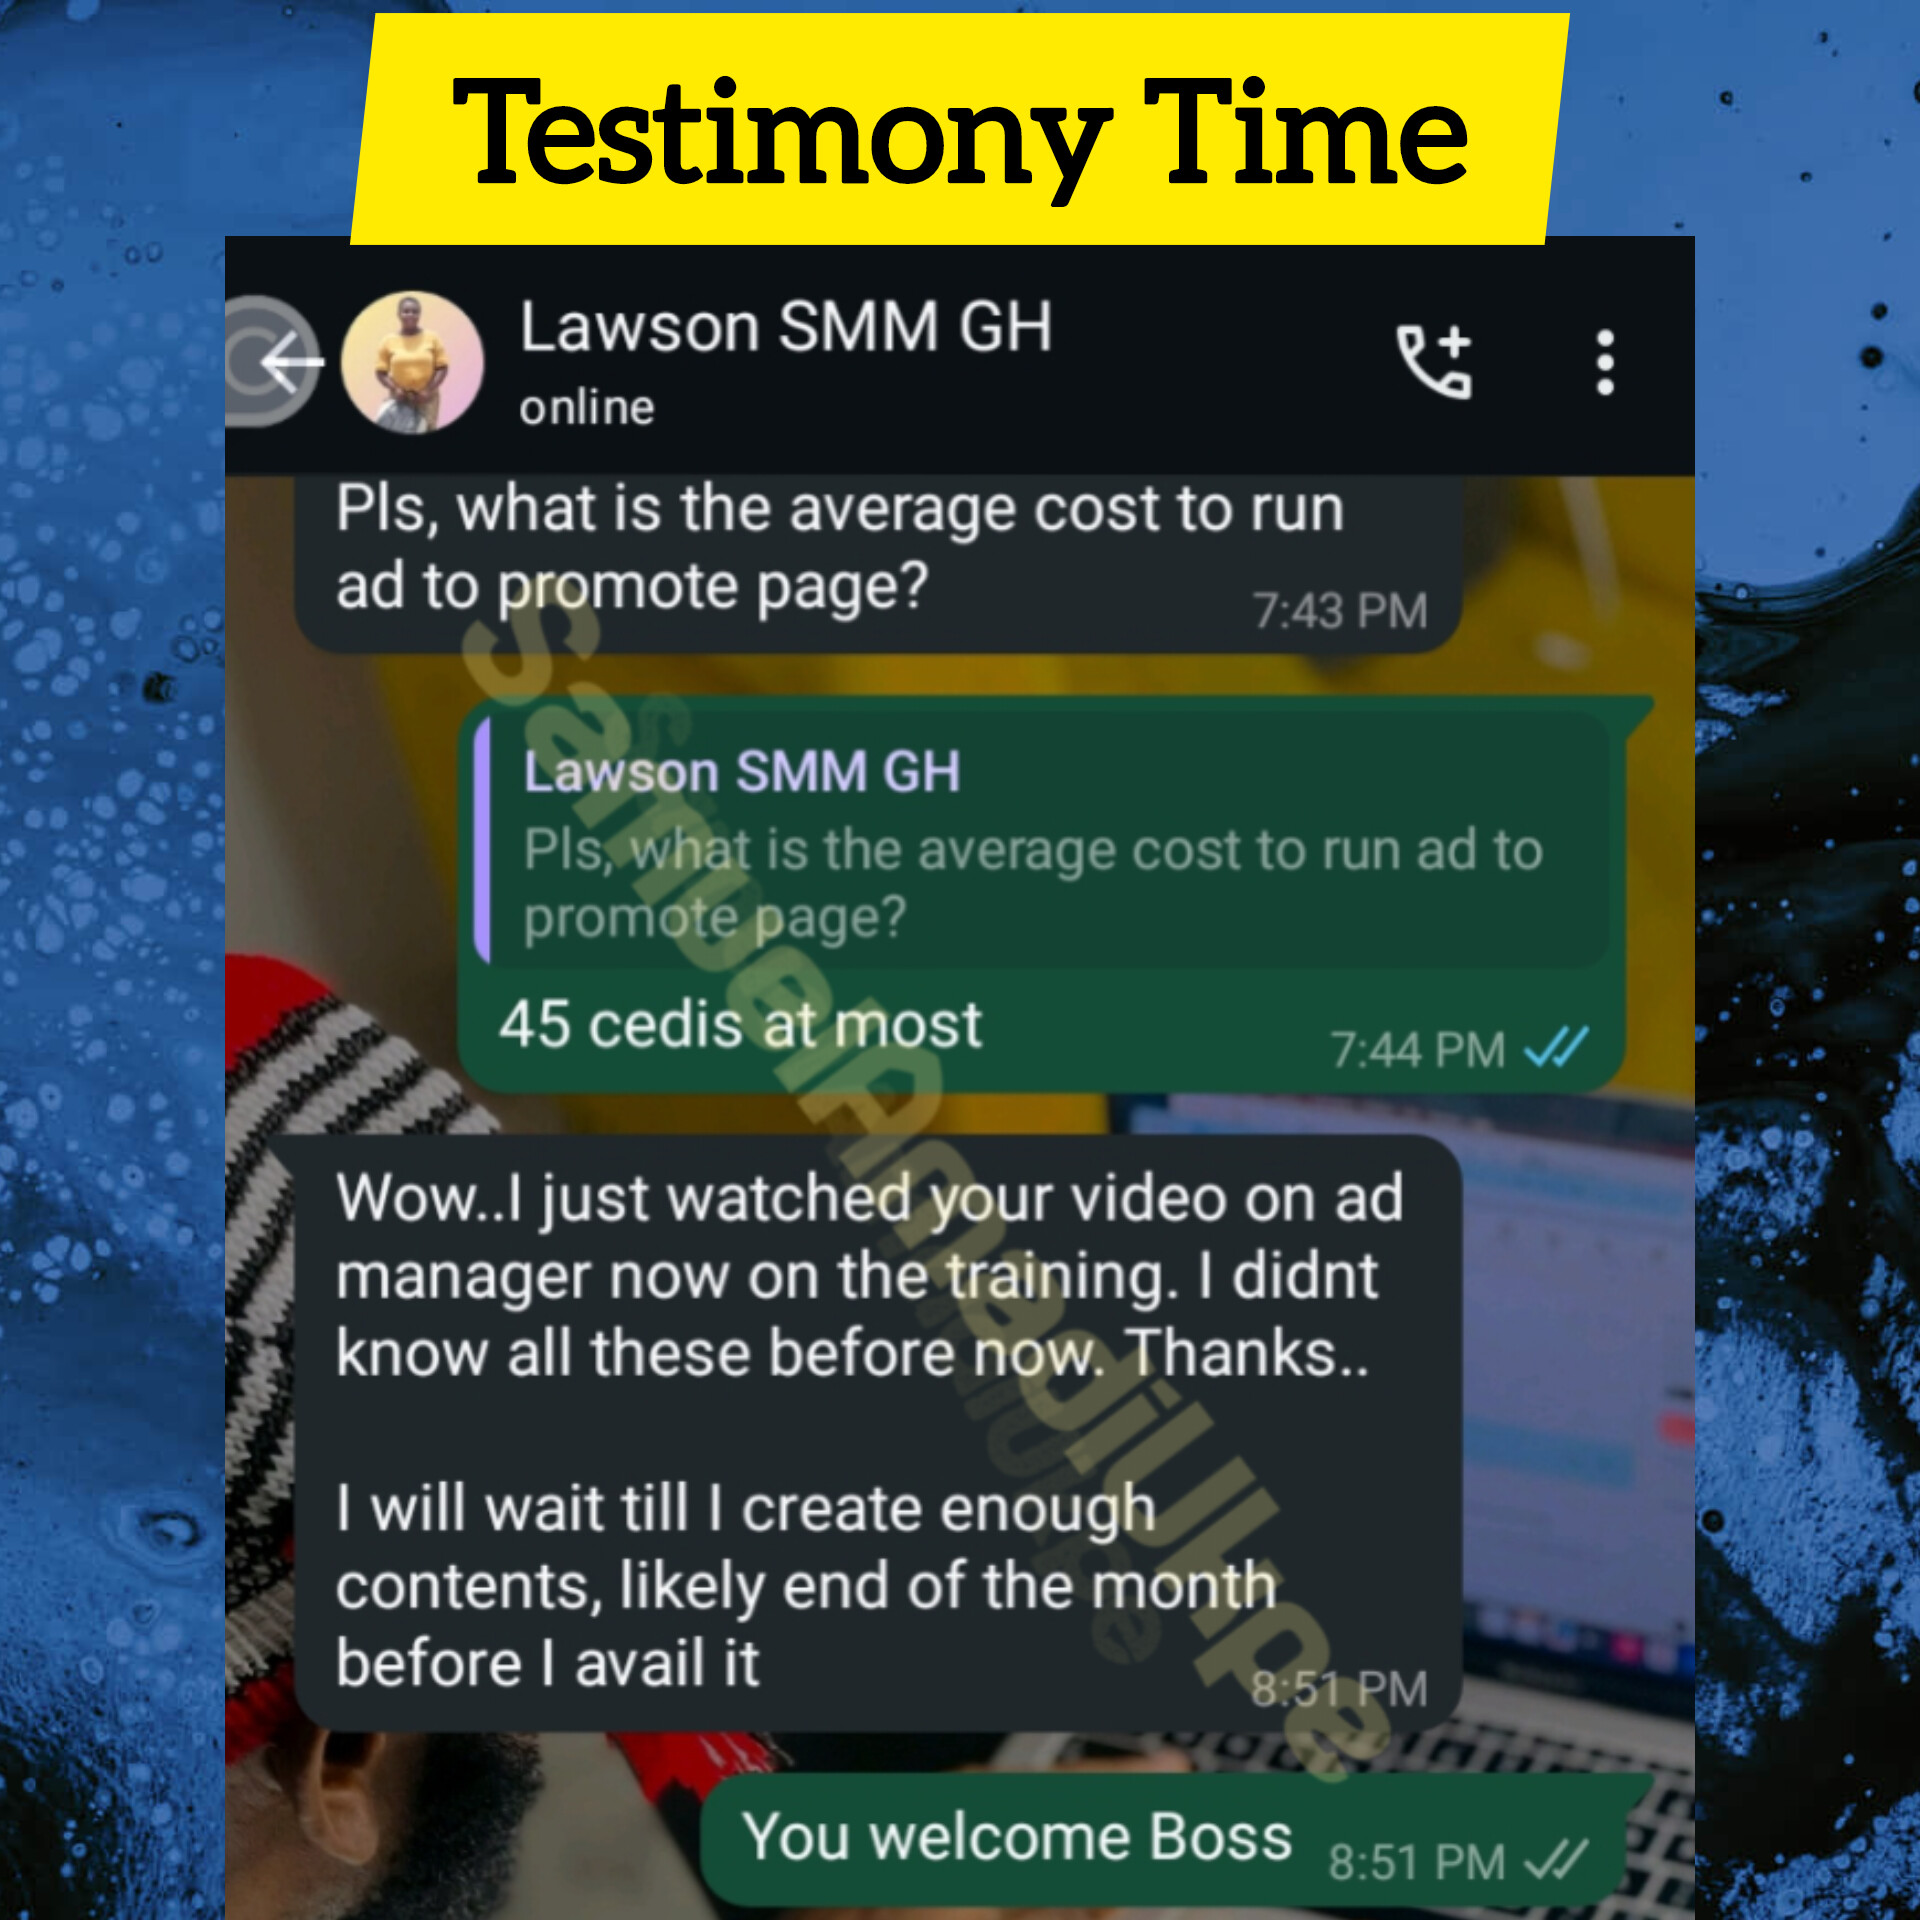 Testimony Time
Lawson SMM GH
online
Pls, what is the average cost to run
ad to promote page?
7:43 PM
Lawson SMM GH
Pls, what is the average cost to run ad to
promote page?
45 cedis at most
7:44 PM
Wow..I just watched your video on ad
manager now on the training. I didnt
know all these before now. Thanks..
I will wait till I create enough
contents, likely end of the month
before I avail it
8:51 PM
You welcome Boss
8:51 PM
SamuelAmadiUkpe